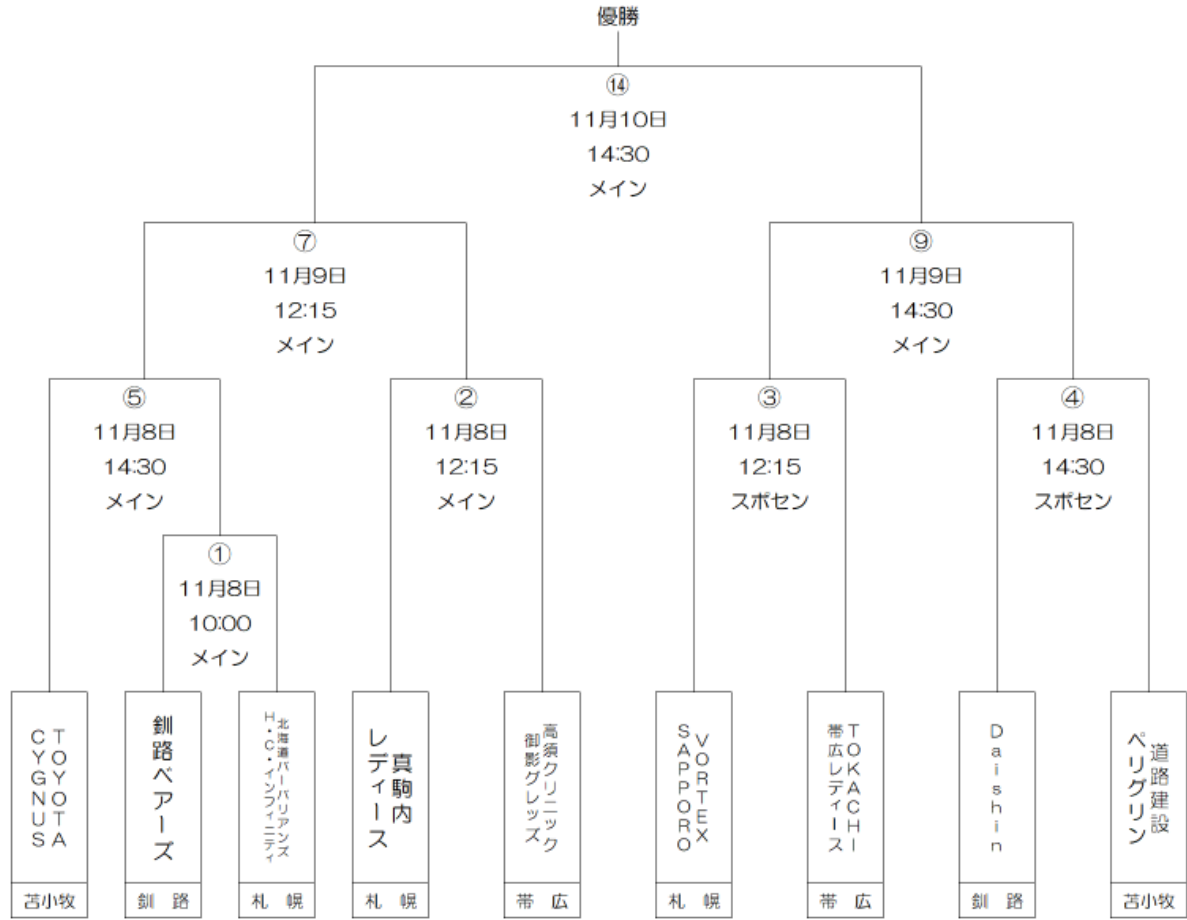 優勝
⑭
11月10日
14:30
メイン
⑦
11月9日
12:15
メイン
⑨
11月9日
14:30
メイン
⑤
11月8日
14:30
メイン
②
11月8日
12:15
メイン
③
11月8日
12:15
スポセン
④
11月8日
14:30
スポセン
①
11月8日
10:00
メイン
TOYOTA
CYGNUS
釧路ベアーズ
北海道バーバリアンズ
H・C・インフィニティ
真駒内
レディース
高須クリニック
御影グレッズ
VORTEX
SAPPORO
TOKACHI
帯広レディース
Daishin
道路建設
ペリグリン
苫小牧
釧路
札幌
札幌
帯広
札幌
帯広
釧路
苫小牧